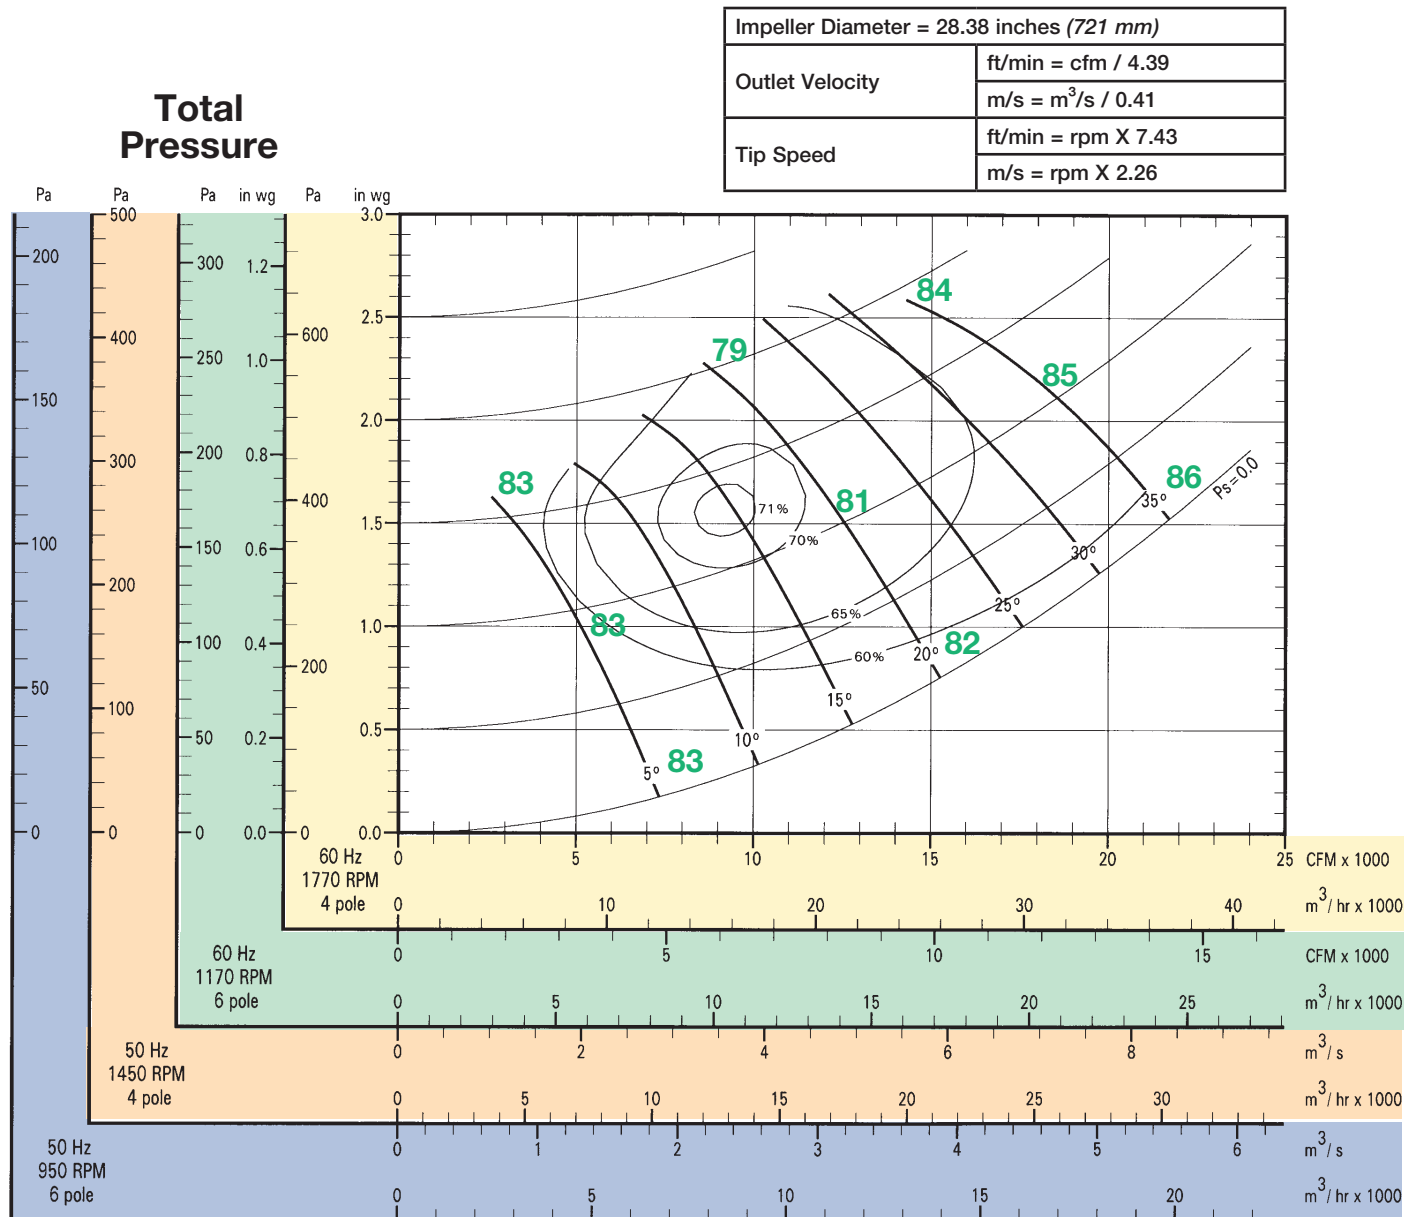 Impeller Diameter = 28.38 inches (721 mm)
Outlet Velocity
ft/min = cfm / 4.39
m/s = m³/s / 0.41
Tip Speed
ft/min = rpm X 7.43
m/s = rpm X 2.26
Total
Pressure
Pa Pa Pa in wg Pa in wg
200
150
100
50
0
500
400
300
200
100
0
300
250
200
150
100
50
0
1.2
1.0
0.8
0.6
0.4
0.2
0.0
600
400
200
0
3.0
2.5
2.0
1.5
1.0
0.5
0.0
84
79
85
83
81
86
Ps=0.0
71%
70%
35º
30º
25º
65%
83
82
60%
20º
15º
10º
83
5º
60 Hz
1770 RPM
4 pole
0 5 10 15 20 25 CFM x 1000
0 10 20 30 40 m³/ hr x 1000
60 Hz
1170 RPM
6 pole
0 5 10 15 CFM x 1000
0 5 10 15 20 25 m³/ hr x 1000
50 Hz
1450 RPM
4 pole
0 2 4 6 8 m³/ s
0 5 10 15 20 25 30 m³/ hr x 1000
50 Hz
950 RPM
6 pole
0 1 2 3 4 5 6 m³/ s
0 5 10 15 20 m³/ hr x 1000